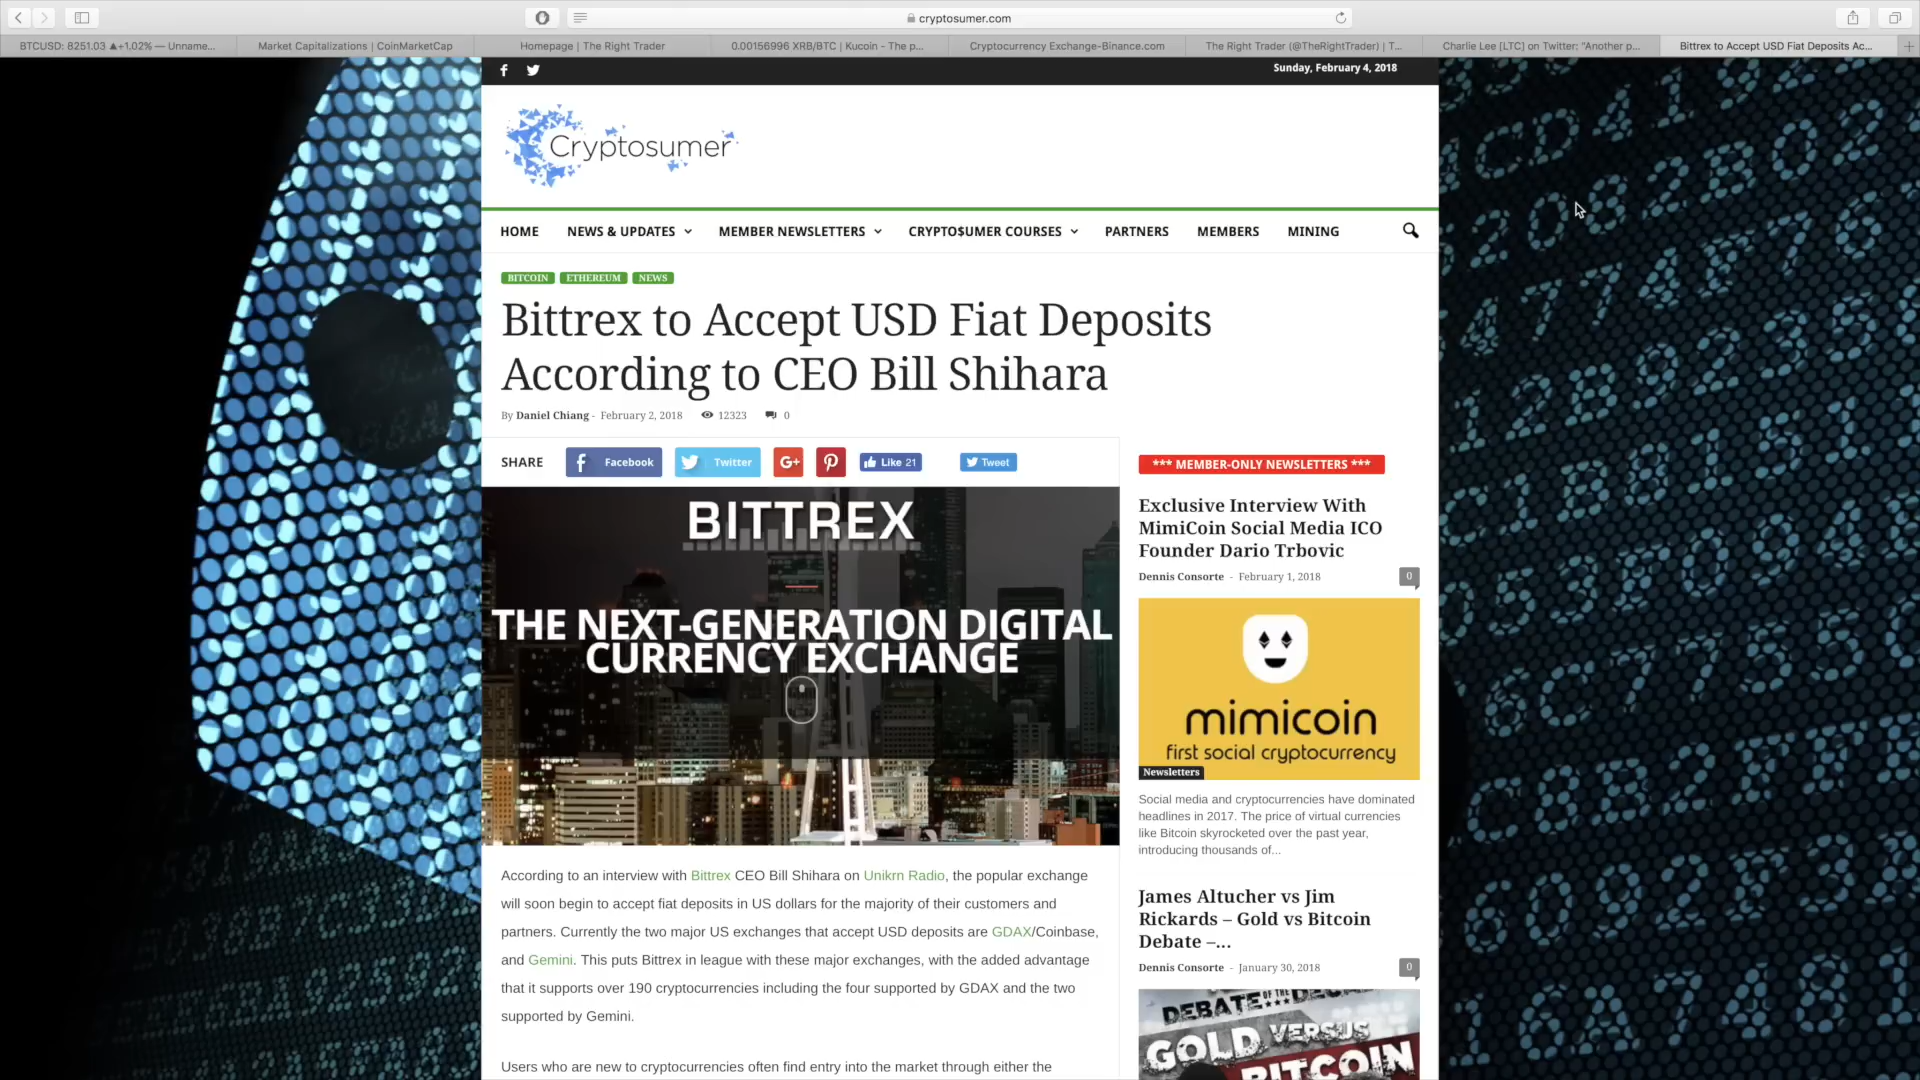 cryptosumer.com
BTCUSD: 8251.03 ▲+1.02% — Unname...
Market Capitalizations | CoinMarketCap
Homepage | The Right Trader
0.00156996 XRB/BTC | Kucoin - The p...
Cryptocurrency Exchange-Binance.com
The Right Trader (@TheRightTrader) | T...
Charlie Lee [LTC] on Twitter: "Another p...
Bittrex to Accept USD Fiat Deposits Ac...
Sunday, February 4, 2018
Cryptosumer
HOME
NEWS & UPDATES
MEMBER NEWSLETTERS
CRYPTO$UMER COURSES
PARTNERS
MEMBERS
MINING
BITCOIN
ETHEREUM
NEWS
Bittrex to Accept USD Fiat Deposits
According to CEO Bill Shihara
By Daniel Chiang - February 2, 2018 12323 0
SHARE
Facebook
Twitter
G+
Like 21
Tweet
BITTREX
THE NEXT-GENERATION DIGITAL
CURRENCY EXCHANGE
According to an interview with Bittrex CEO Bill Shihara on Unikrn Radio, the popular exchange
will soon begin to accept fiat deposits in US dollars for the majority of their customers and
partners. Currently the two major US exchanges that accept USD deposits are GDAX/Coinbase,
and Gemini. This puts Bittrex in league with these major exchanges, with the added advantage
that it supports over 190 cryptocurrencies including the four supported by GDAX and the two
supported by Gemini.
Users who are new to cryptocurrencies often find entry into the market through either the
*** MEMBER-ONLY NEWSLETTERS ***
Exclusive Interview With
MimiCoin Social Media ICO
Founder Dario Trbovic
Dennis Consorte - February 1, 2018
0
mimicoin
first social cryptocurrency
Newsletters
Social media and cryptocurrencies have dominated
headlines in 2017. The price of virtual currencies
like Bitcoin skyrocketed over the past year,
introducing thousands of...
James Altucher vs Jim
Rickards – Gold vs Bitcoin
Debate –...
Dennis Consorte - January 30, 2018
0
DEBATE OF THE DECADE
GOLD VERSUS
BITCOIN